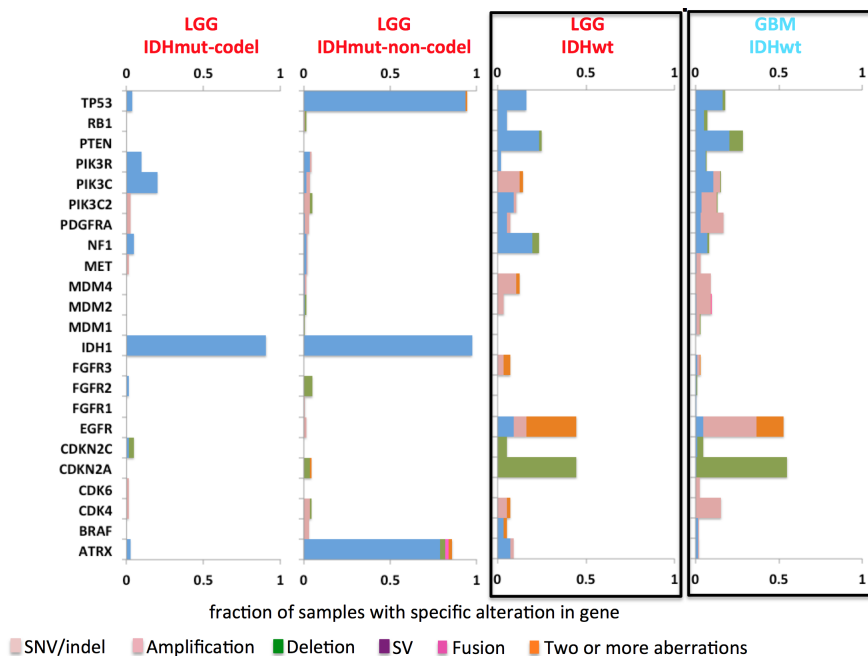 LGG
IDHmut-codel
LGG
IDHmut-non-codel
LGG
IDHwt
GBM
IDHwt
0 0.5 1
0 0.5 1
0 0.5 1
0 0.5 1
TP53
RB1
PTEN
PIK3R
PIK3C
PIK3C2
PDGFRA
NF1
MET
MDM4
MDM2
MDM1
IDH1
FGFR3
FGFR2
FGFR1
EGFR
CDKN2C
CDKN2A
CDK6
CDK4
BRAF
ATRX
0 0.5 1
0 0.5 1
0 0.5 1
0 0.5 1
fraction of samples with specific alteration in gene
SNV/indel Amplification Deletion SV Fusion Two or more aberrations